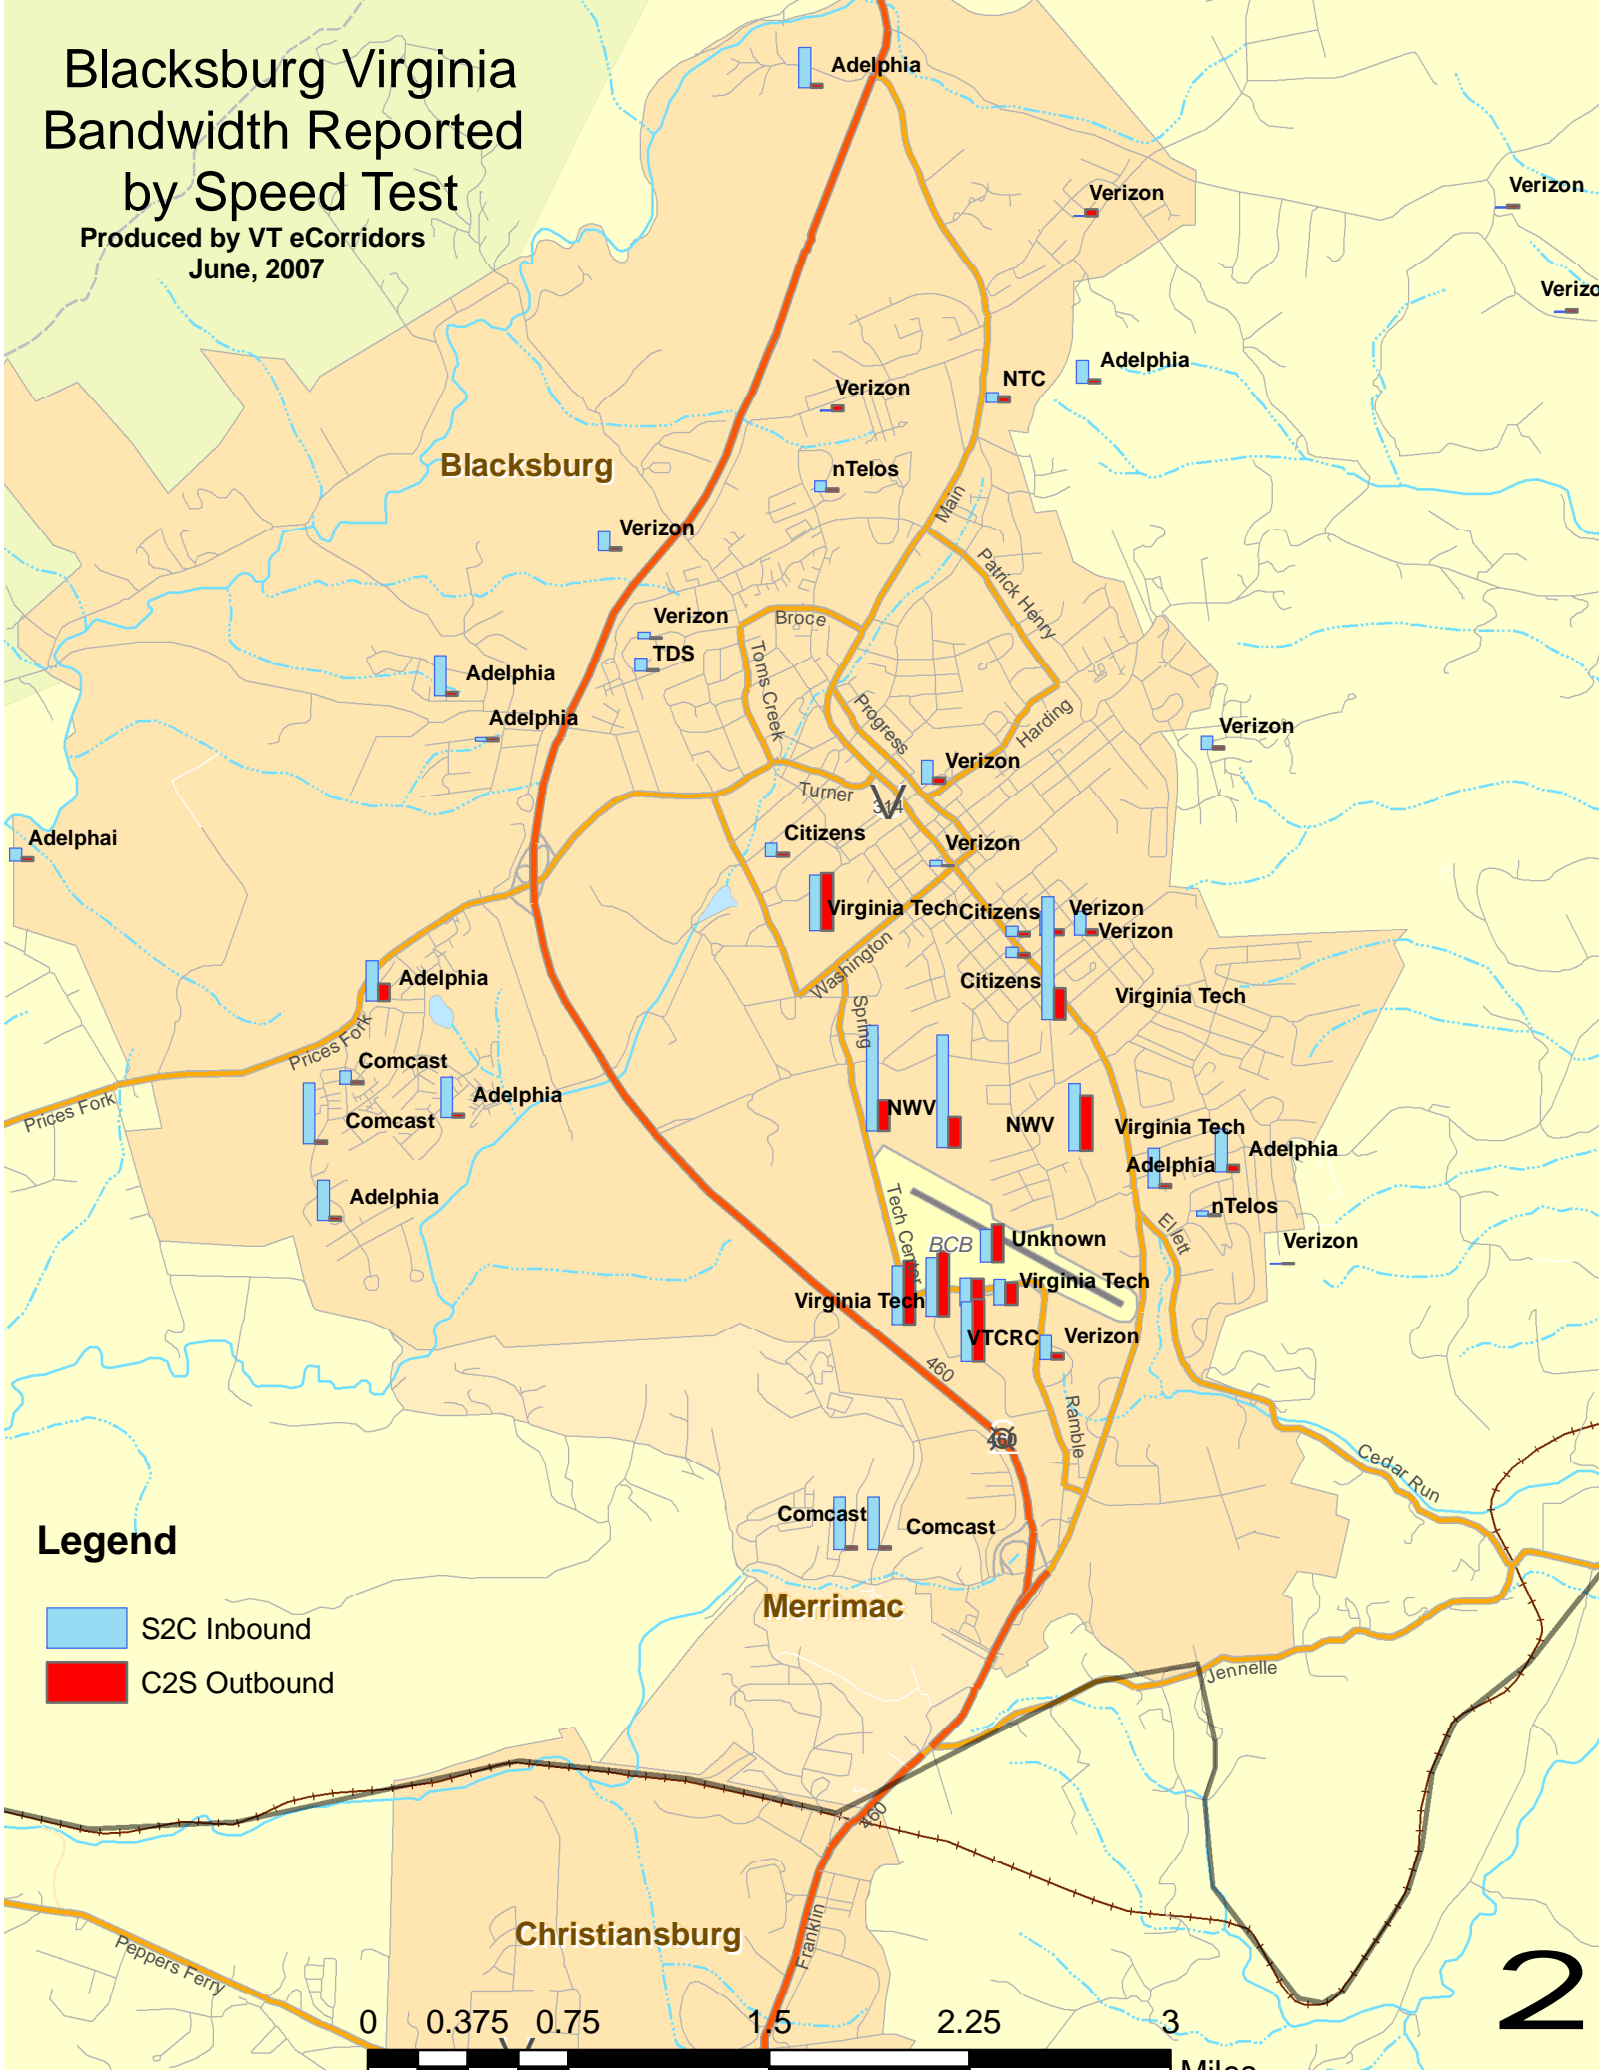 Blacksburg Virginia
Bandwidth Reported
by Speed Test
Produced by VT eCorridors
June, 2007
Adelphia
Verizon
Verizon
Verizo
Adelphia
NTC
Verizon
Blacksburg
nTelos
Main
Verizon
Patrick Henry
Verizon
Broce
TDS
Toms Creek
Adelphia
Adelphia
Progress
Harding
Verizon
Verizon
Turner
314
Adelphai
Citizens
Verizon
Virginia Tech
Citizens
Verizon
Verizon
Washington
Adelphia
Citizens
Virginia Tech
Spring
Prices Fork
Comcast
Adelphia
Prices Fork
Comcast
NWV
NWV
Virginia Tech
Adelphia
Adelphia
Adelphia
Tech Center
nTelos
Ellett
BCB
Unknown
Verizon
Virginia Tech
Virginia Tech
VTCRC
Verizon
460
Ramble
460
Cedar Run
Comcast
Comcast
Legend
Merrimac
S2C Inbound
C2S Outbound
Jennelle
460
Christiansburg
Franklin
Peppers Ferry
2
0 0.375 0.75 1.5 2.25 3
Miles